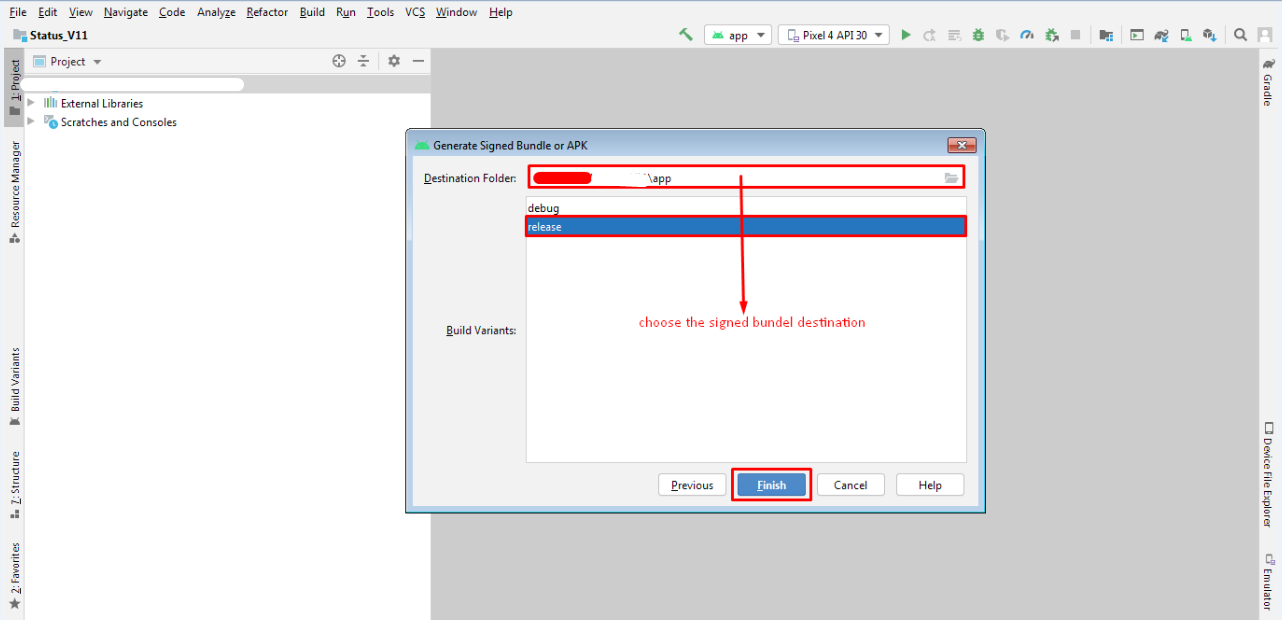 File Edit View Navigate Code Analyze Refactor Build Run Tools VCS Window Help
Status_V11
app
Pixel 4 API 30
1: Project
Project
External Libraries
Scratches and Consoles
Resource Manager
Build Variants
7: Structure
2: Favorites
Generate Signed Bundle or APK
Destination Folder:
\app
debug
release
Build Variants:
choose the signed bundel destination
Previous
Finish
Cancel
Help
Gradle
Device File Explorer
Emulator